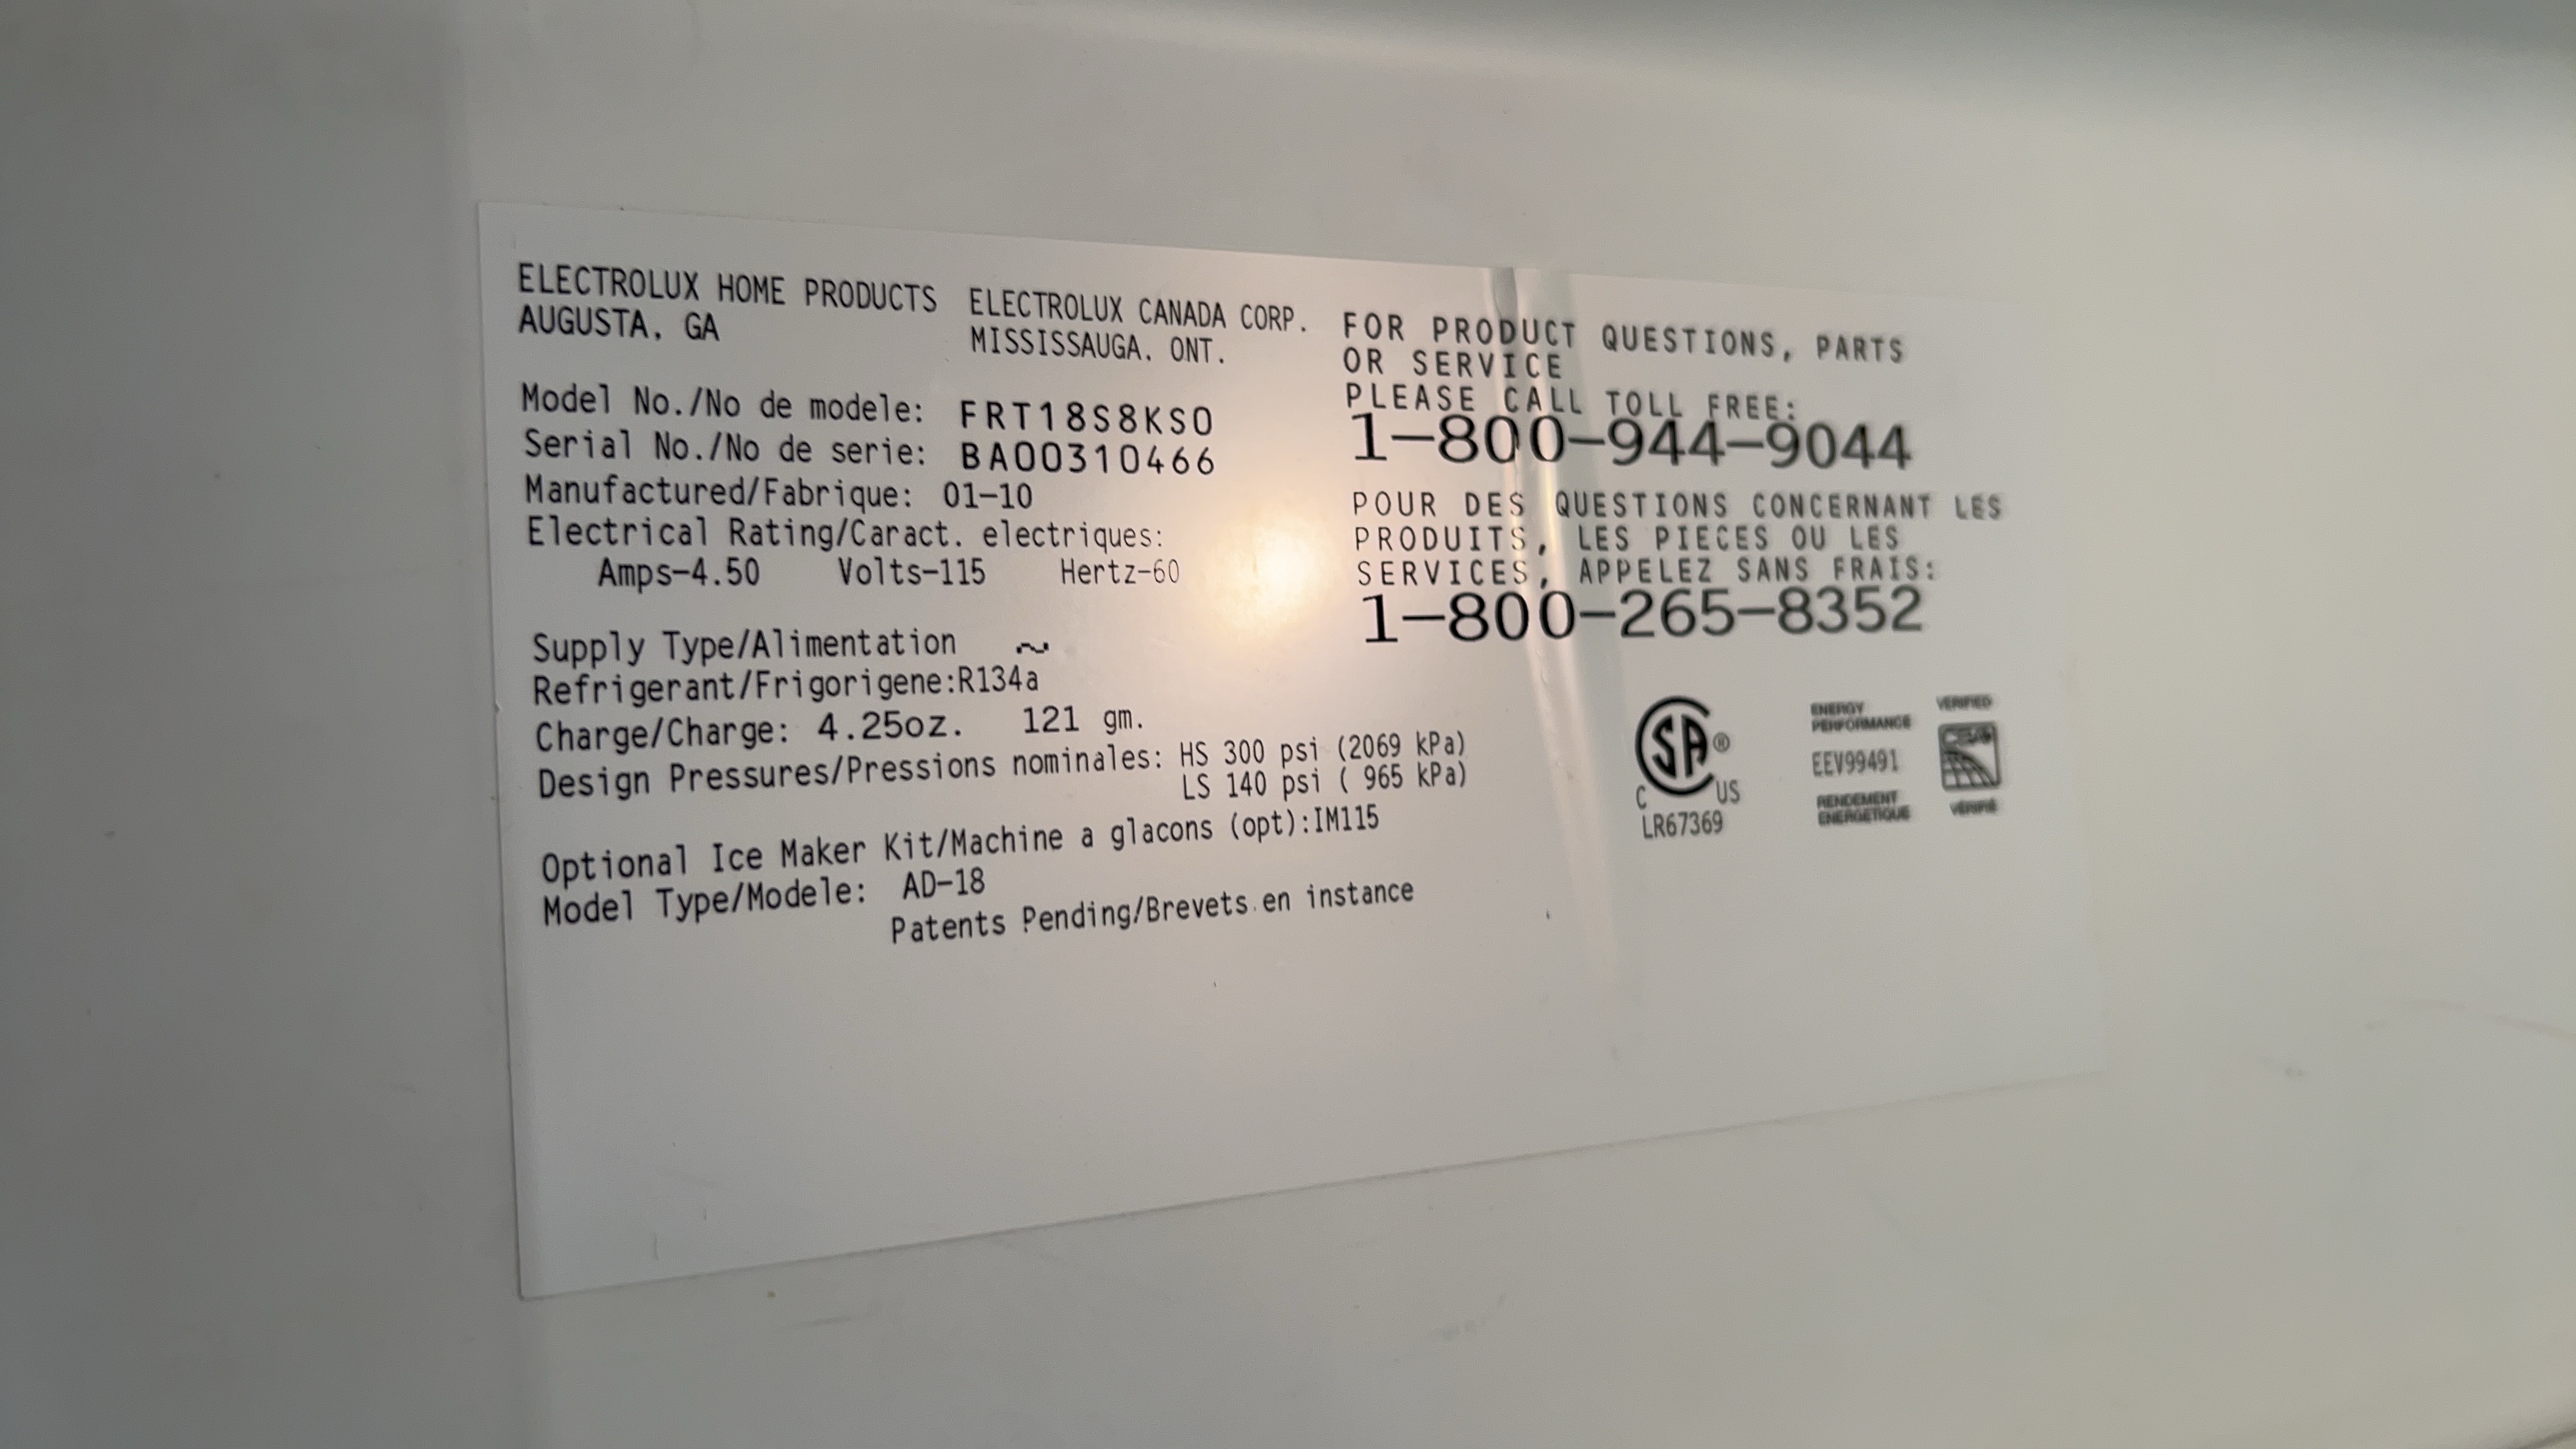 ELECTROLUX HOME PRODUCTS
AUGUSTA, GA
ELECTROLUX CANADA CORP.
MISSISSAUGA, ONT.
Model No./No de modele: FRT18S8KS0
Serial No./No de serie: BA00310466
Manufactured/Fabrique: 01-10
Electrical Rating/Caract. electriques:
Amps-4.50 Volts-115 Hertz-60
Supply Type/Alimentation ~
Refrigerant/Frigorigene:R134a
Charge/Charge: 4.25oz. 121 gm.
Design Pressures/Pressions nominales: HS 300 psi (2069 kPa)
LS 140 psi ( 965 kPa)
Optional Ice Maker Kit/Machine a glacons (opt):IM115
Model Type/Modele: AD-18
Patents Pending/Brevets en instance
FOR PRODUCT QUESTIONS, PARTS
OR SERVICE
PLEASE CALL TOLL FREE:
1-800-944-9044
POUR DES QUESTIONS CONCERNANT LES
PRODUITS, LES PIECES OU LES
SERVICES, APPELEZ SANS FRAIS:
1-800-265-8352
SA®
C US
LR67369
ENERGY
PERFORMANCE
EEV99491
RENDEMENT
ENERGETIQUE
VERIFIED
VERIFIÉ